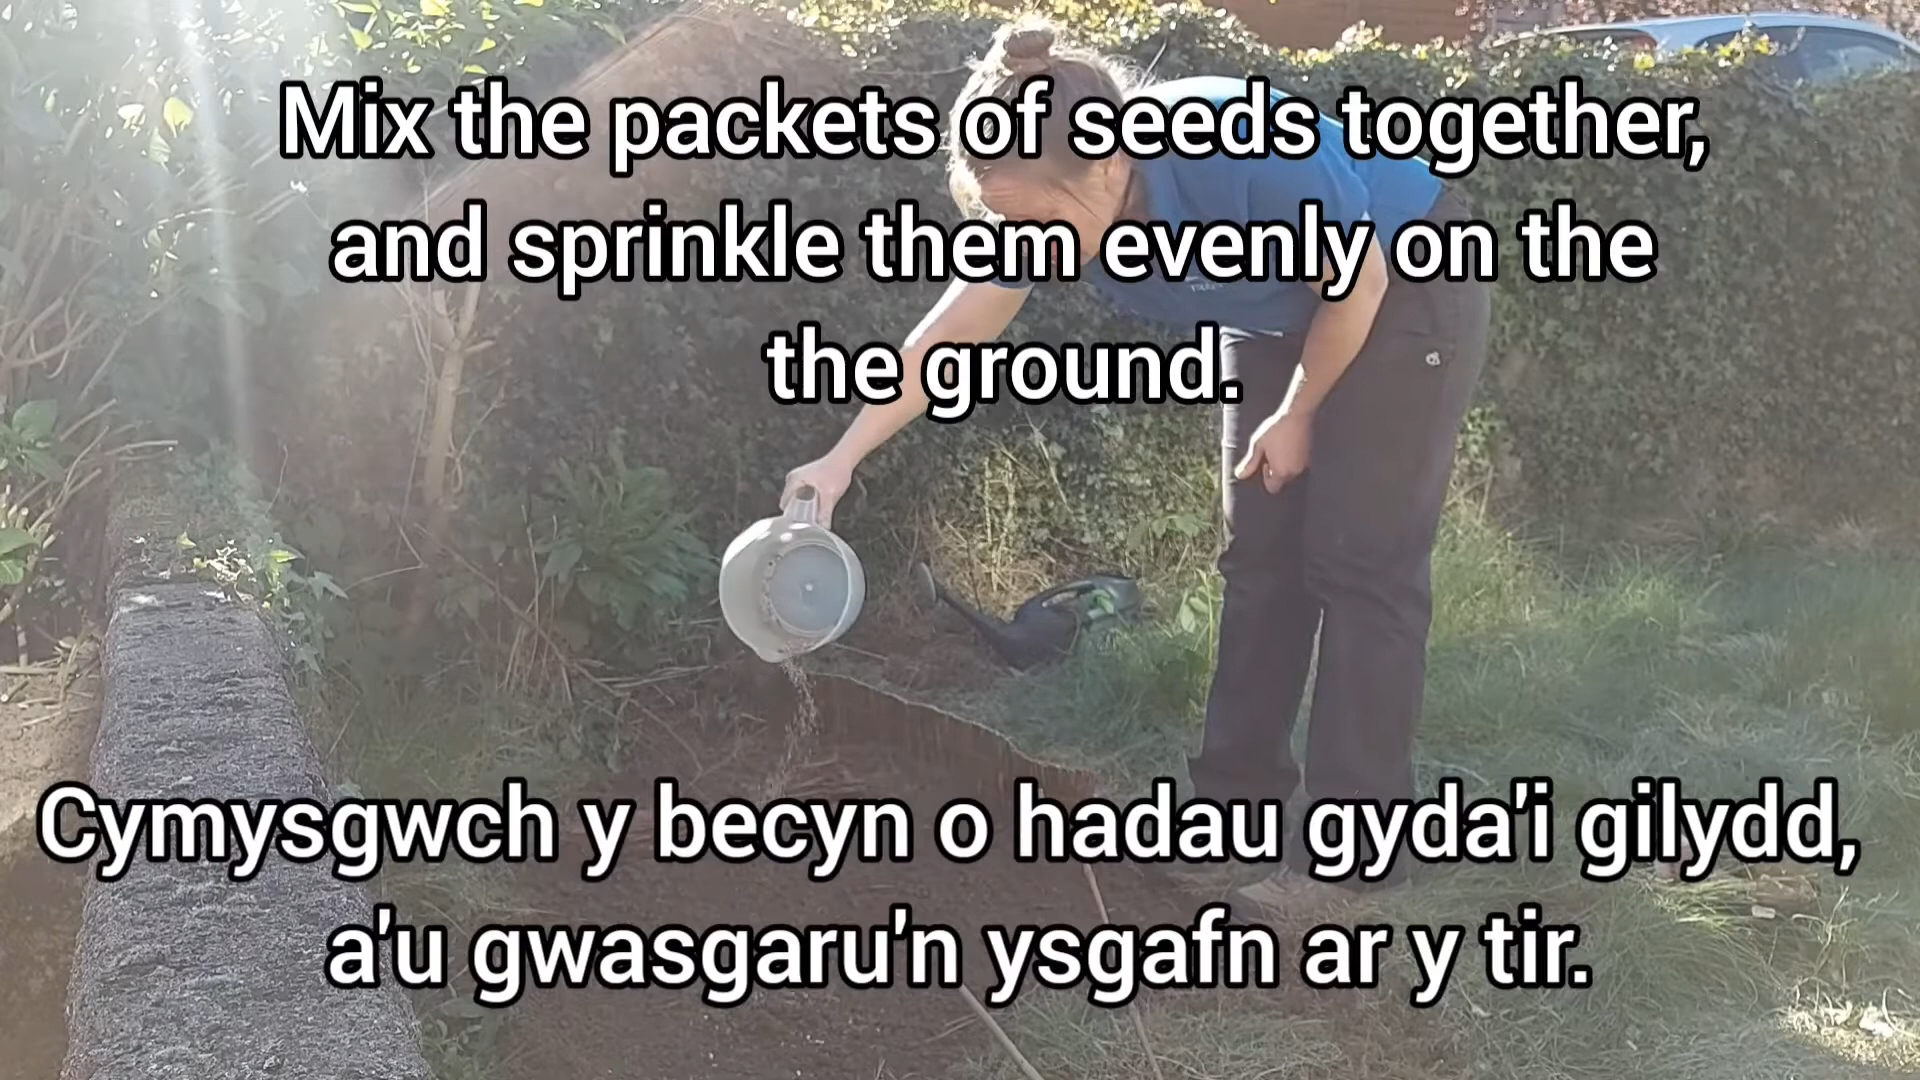 Mix the packets of seeds together,
and sprinkle them evenly on the
the ground.
Cymysgwch y becyn o hadau gyda'i gilydd,
a'u gwasgaru'n ysgafn ar y tir.